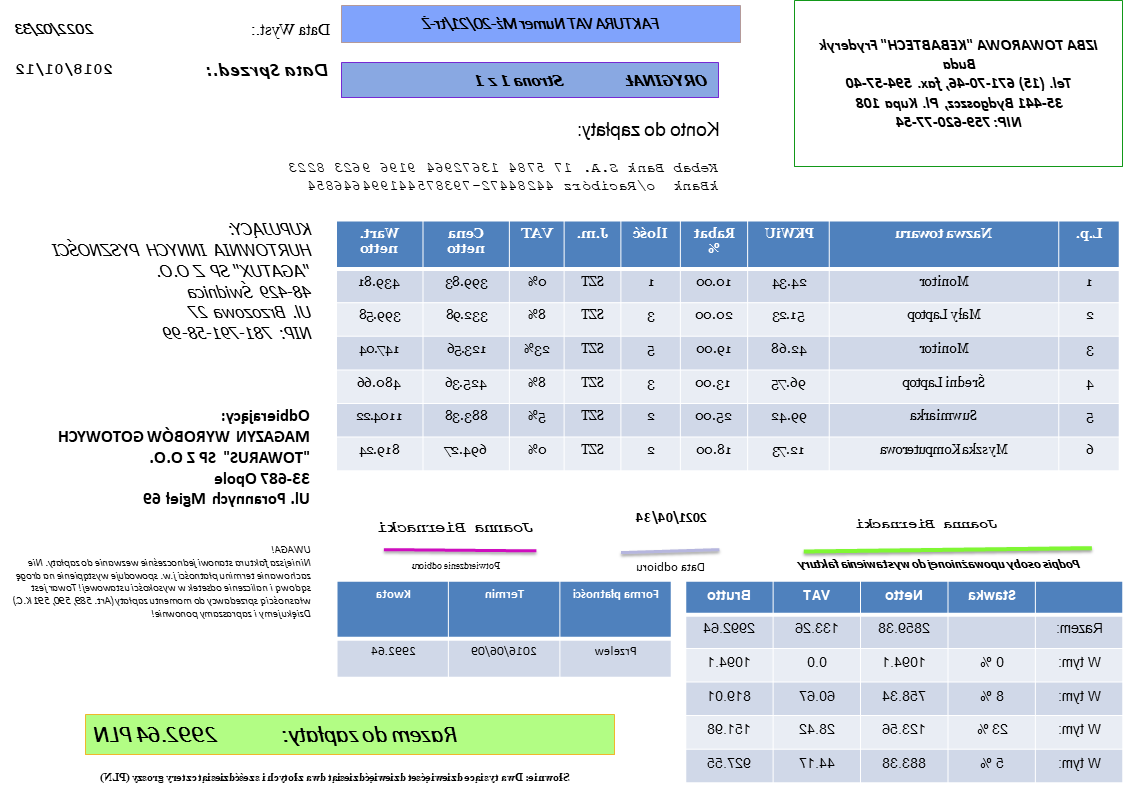 IZBA TOWAROWA "KEBABTECH" Fryderyk
Buda
Tel. (15) 671-70-46, fax. 594-57-40
35-441 Bydgoszcz, Pl. Kupa 108
NIP: 759-620-77-54
FAKTURA VAT Numer Mź-20/21/tr-Ż
ORYGINAŁ Strona 1 z 1
Data Wyst.: 2022/02/33
Data Sprzed.: 2018/01/12
Konto do zapłaty:
Kebab Bank S.A. 17 5784 13672964 9196 9623 8223
kBank o/Racibórz 44284472-793875441994646854
KUPUJĄCY:
HURTOWNIA INNYCH PYSZNOŚCI
"AGATUX" SP Z O.O.
48-429 Świdnica
Ul. Brzozowa 27
NIP: 781-791-58-99
Odbierający:
MAGAZYN WYROBÓW GOTOWYCH
"TOWARUS" SP Z O.O.
33-687 Opole
Ul. Porannych Mgieł 69
L.p. Nazwa towaru PKWiU Rabat % Ilość J.m. VAT Cena netto Wart. netto
1 Monitor 24.34 10.00 1 SZT 0% 399.83 439.81
2 Mały Laptop 51.23 20.00 3 SZT 8% 332.98 399.58
3 Monitor 42.68 19.00 5 SZT 23% 123.56 147.04
4 Średni Laptop 96.75 13.00 3 SZT 8% 425.36 480.66
5 Suwmiarka 99.42 25.00 2 SZT 5% 883.38 1104.22
6 Myszka Komputerowa 12.73 18.00 2 SZT 0% 694.27 819.24
Joanna Biernacki
Podpis osoby upoważnionej do wystawienia faktury
2021/04/34
Data odbioru
Joanna Biernacki
Potwierdzenie odbioru
UWAGA!
Niniejsza faktura stanowi jednocześnie wezwanie do zapłaty. Nie
zachowanie terminu płatności j.w. spowoduje wystąpienie na drogę
sądową i naliczenie odsetek w wysokości ustawowej! Towar jest
własnością sprzedawcy do momentu zapłaty (Art. 589, 590, 591 K.C.)
Dziękujemy i zapraszamy ponownie!
Stawka Netto VAT Brutto
Razem: 2859.38 133.26 2992.64
W tym: 0 % 1094.1 0.0 1094.1
W tym: 8 % 758.34 60.67 819.01
W tym: 23 % 123.56 28.42 151.98
W tym: 5 % 883.38 44.17 927.55
Forma płatności Termin Kwota
Przelew 2016/06/09 2992.64
Razem do zapłaty: 2992.64 PLN
Słownie: Dwa tysiące dziewięćset dziewięćdziesiąt dwa złotych i sześćdziesiąt cztery groszy (PLN)